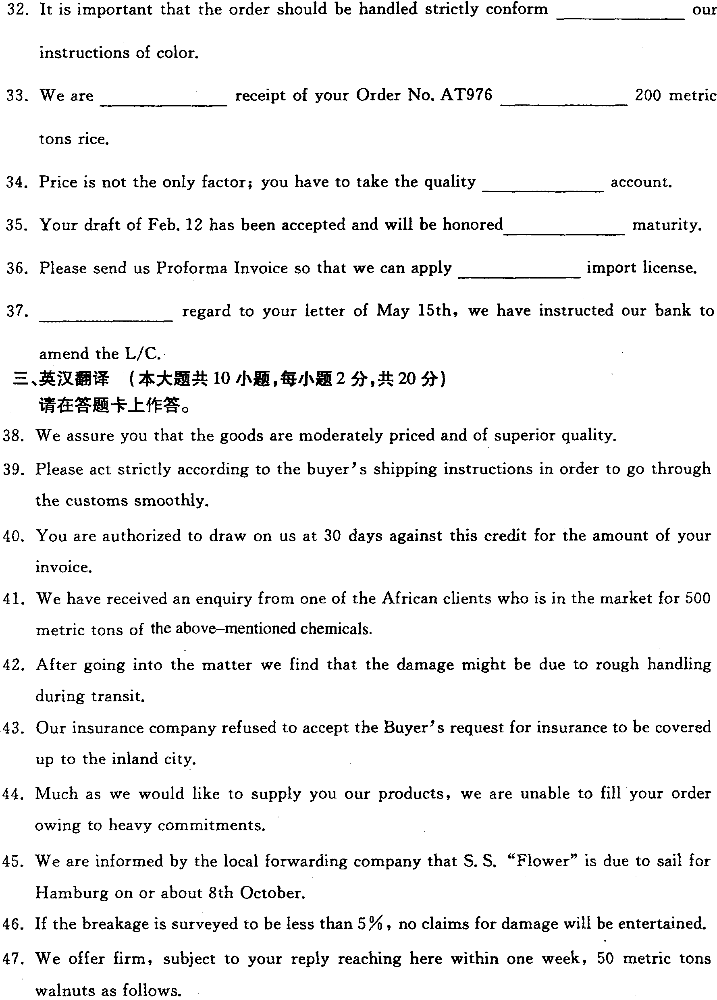 32. It is important that the order should be handled strictly conform ______________ our
instructions of color.
33. We are ______________ receipt of your Order No. AT976 ______________ 200 metric
tons rice.
34. Price is not the only factor; you have to take the quality ______________ account.
35. Your draft of Feb. 12 has been accepted and will be honored______________ maturity.
36. Please send us Proforma Invoice so that we can apply ______________ import license.
37. ______________ regard to your letter of May 15th, we have instructed our bank to
amend the L/C.
三、英汉翻译 (本大题共 10 小题,每小题 2 分,共 20 分)
请在答题卡上作答。
38. We assure you that the goods are moderately priced and of superior quality.
39. Please act strictly according to the buyer's shipping instructions in order to go through
the customs smoothly.
40. You are authorized to draw on us at 30 days against this credit for the amount of your
invoice.
41. We have received an enquiry from one of the African clients who is in the market for 500
metric tons of the above–mentioned chemicals.
42. After going into the matter we find that the damage might be due to rough handling
during transit.
43. Our insurance company refused to accept the Buyer's request for insurance to be covered
up to the inland city.
44. Much as we would like to supply you our products, we are unable to fill your order
owing to heavy commitments.
45. We are informed by the local forwarding company that S. S. “Flower” is due to sail for
Hamburg on or about 8th October.
46. If the breakage is surveyed to be less than 5%, no claims for damage will be entertained.
47. We offer firm, subject to your reply reaching here within one week, 50 metric tons
walnuts as follows.